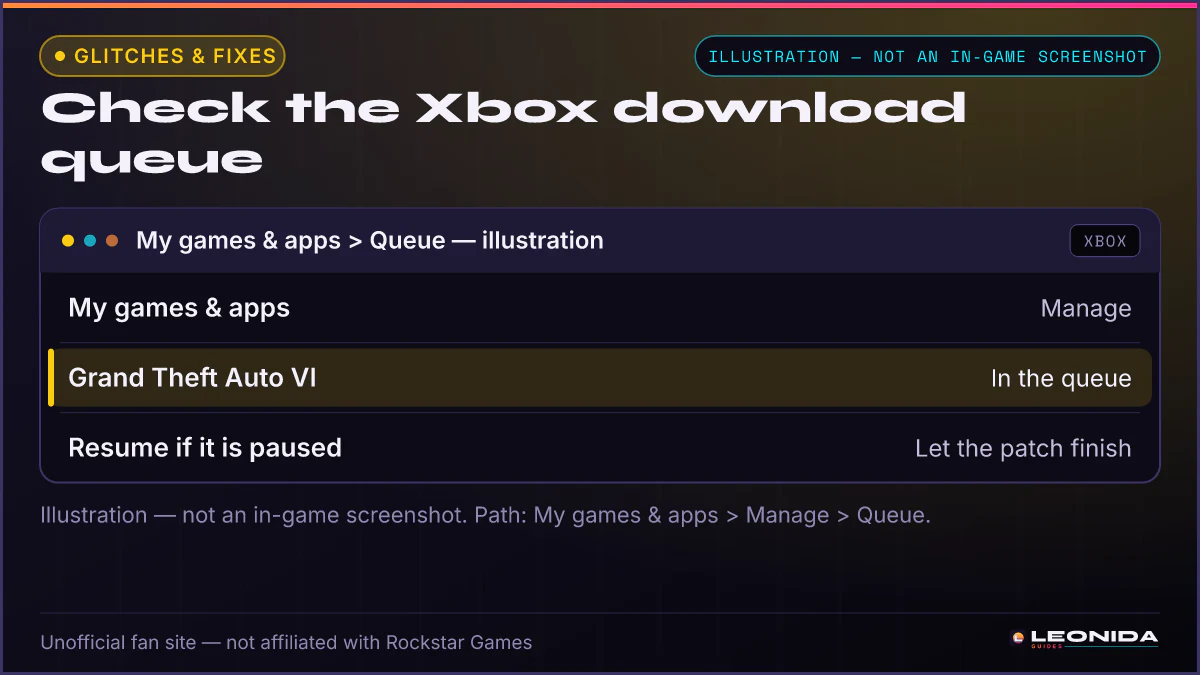 GLITCHES & FIXES
ILLUSTRATION — NOT AN IN-GAME SCREENSHOT
Check the Xbox download
queue
My games & apps > Queue — illustration
XBOX
My games & apps
Manage
Grand Theft Auto VI
In the queue
Resume if it is paused
Let the patch finish
Illustration — not an in-game screenshot. Path: My games & apps > Manage > Queue.
Unofficial fan site — not affiliated with Rockstar Games
LEONIDA
GUIDES